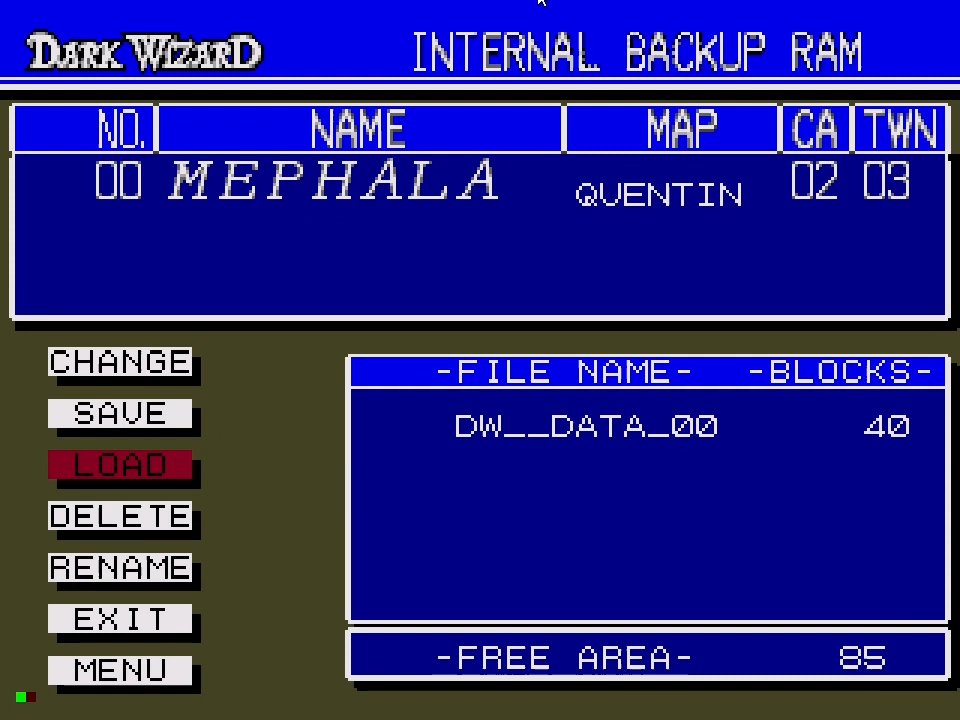 DARK WIZARD INTERNAL BACKUP RAM
NO. NAME MAP CA TWN
00 MEPHALA QUENTIN 02 03
CHANGE
SAVE
LOAD
DELETE
RENAME
EXIT
MENU
-FILE NAME- -BLOCKS-
DW__DATA_00 40
-FREE AREA- 85